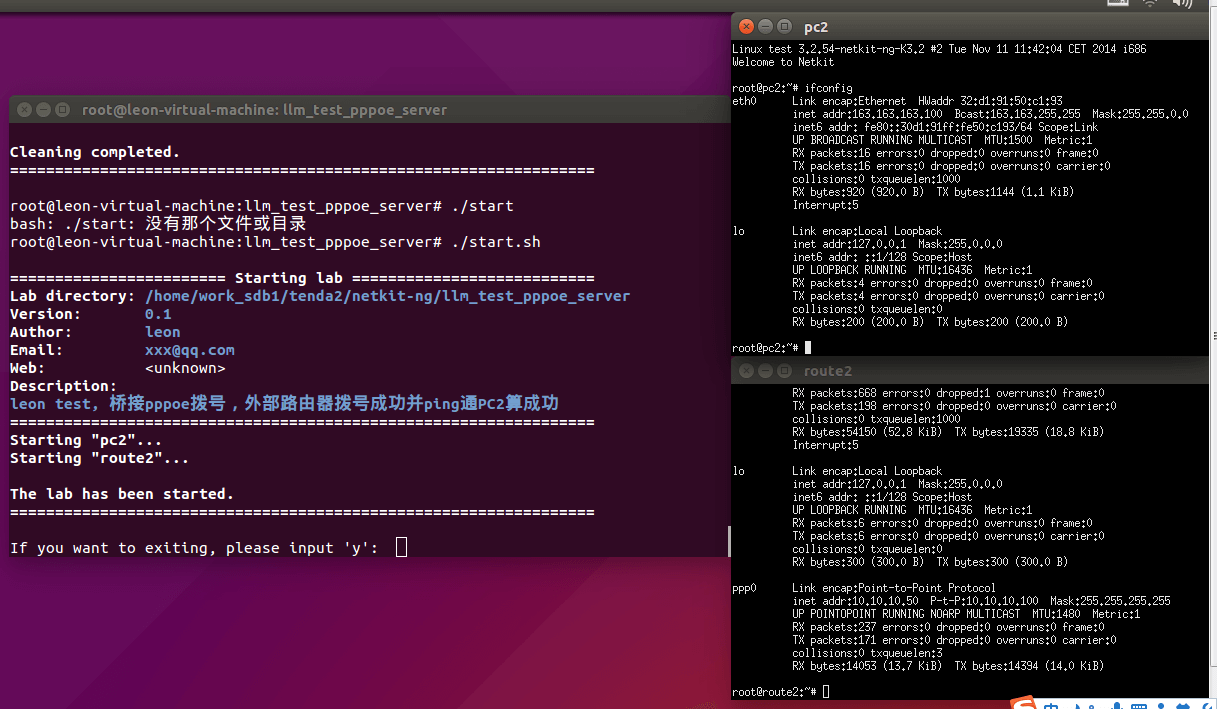 root@leon-virtual-machine: llm_test_pppoe_server
Cleaning completed.
=================================================================
root@leon-virtual-machine:llm_test_pppoe_server# ./start
bash: ./start: 没有那个文件或目录
root@leon-virtual-machine:llm_test_pppoe_server# ./start.sh
======================== Starting lab ===========================
Lab directory: /home/work_sdb1/tenda2/netkit-ng/llm_test_pppoe_server
Version: 0.1
Author: leon
Email: xxx@qq.com
Web: <unknown>
Description:
leon test, 桥接pppoe拨号，外部路由器拨号成功并ping通PC2算成功
=================================================================
Starting "pc2"...
Starting "route2"...
The lab has been started.
=================================================================
If you want to exiting, please input 'y':
pc2
Linux test 3.2.54-netkit-ng-K3.2 #2 Tue Nov 11 11:42:04 CET 2014 i686
Welcome to Netkit
root@pc2:~# ifconfig
eth0 Link encap:Ethernet HWaddr 32:d1:91:50:c1:93
inet addr:163.163.163.100 Bcast:163.163.255.255 Mask:255.255.0.0
inet6 addr: fe80::30d1:91ff:fe50:c193/64 Scope:Link
UP BROADCAST RUNNING MULTICAST MTU:1500 Metric:1
RX packets:16 errors:0 dropped:0 overruns:0 frame:0
TX packets:16 errors:0 dropped:0 overruns:0 carrier:0
collisions:0 txqueuelen:1000
RX bytes:920 (920.0 B) TX bytes:1144 (1.1 KiB)
Interrupt:5
lo Link encap:Local Loopback
inet addr:127.0.0.1 Mask:255.0.0.0
inet6 addr: ::1/128 Scope:Host
UP LOOPBACK RUNNING MTU:16436 Metric:1
RX packets:4 errors:0 dropped:0 overruns:0 frame:0
TX packets:4 errors:0 dropped:0 overruns:0 carrier:0
collisions:0 txqueuelen:0
RX bytes:200 (200.0 B) TX bytes:200 (200.0 B)
root@pc2:~#
route2
RX packets:668 errors:0 dropped:1 overruns:0 frame:0
TX packets:198 errors:0 dropped:0 overruns:0 carrier:0
collisions:0 txqueuelen:1000
RX bytes:54150 (52.8 KiB) TX bytes:19335 (18.8 KiB)
Interrupt:5
lo Link encap:Local Loopback
inet addr:127.0.0.1 Mask:255.0.0.0
inet6 addr: ::1/128 Scope:Host
UP LOOPBACK RUNNING MTU:16436 Metric:1
RX packets:6 errors:0 dropped:0 overruns:0 frame:0
TX packets:6 errors:0 dropped:0 overruns:0 carrier:0
collisions:0 txqueuelen:0
RX bytes:300 (300.0 B) TX bytes:300 (300.0 B)
ppp0 Link encap:Point-to-Point Protocol
inet addr:10.10.10.50 P-t-P:10.10.10.100 Mask:255.255.255.255
UP POINTOPOINT RUNNING NOARP MULTICAST MTU:1480 Metric:1
RX packets:237 errors:0 dropped:0 overruns:0 frame:0
TX packets:171 errors:0 dropped:0 overruns:0 carrier:0
collisions:0 txqueuelen:3
RX bytes:14053 (13.7 KiB) TX bytes:14394 (14.0 KiB)
root@route2:~#